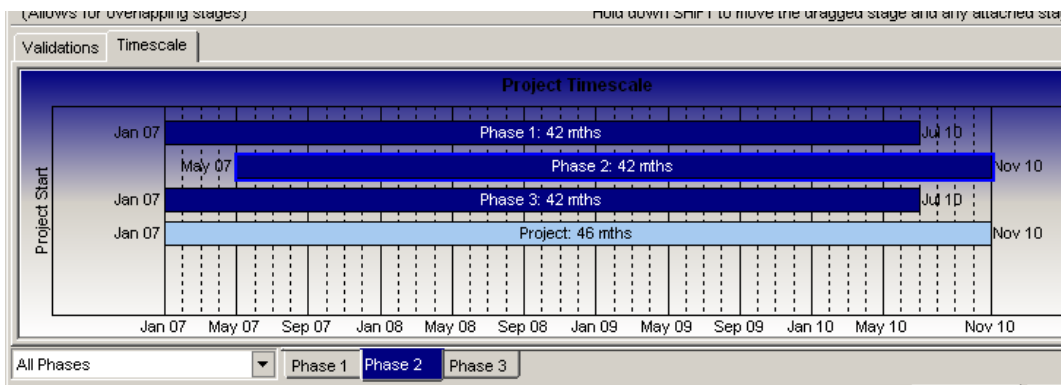 (Allows for overlapping stages) Hold down SHIFT to move the dragged stage and any attached sta
Validations Timescale
Project Timescale
Project Start
Jan 07 Phase 1: 42 mths Jul 10
May 07 Phase 2: 42 mths Nov 10
Jan 07 Phase 3: 42 mths Jul 10
Jan 07 Project: 46 mths Nov 10
Jan 07 May 07 Sep 07 Jan 08 May 08 Sep 08 Jan 09 May 09 Sep 09 Jan 10 May 10 Nov 10
All Phases Phase 1 Phase 2 Phase 3